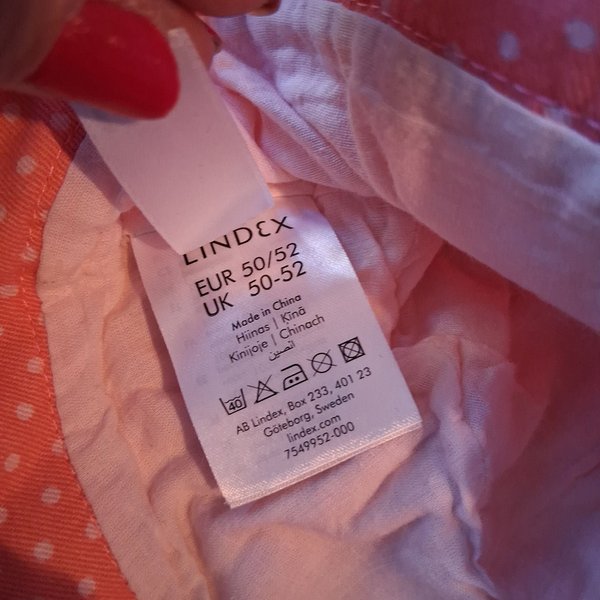 LINDEX
EUR 50/52
UK 50-52
Made in China
Hiinas | Ķīnā
Kinijoje | Chinach
الصين
40
AB Lindex, Box 233, 401 23
Göteborg, Sweden
lindex.com
7549952-000